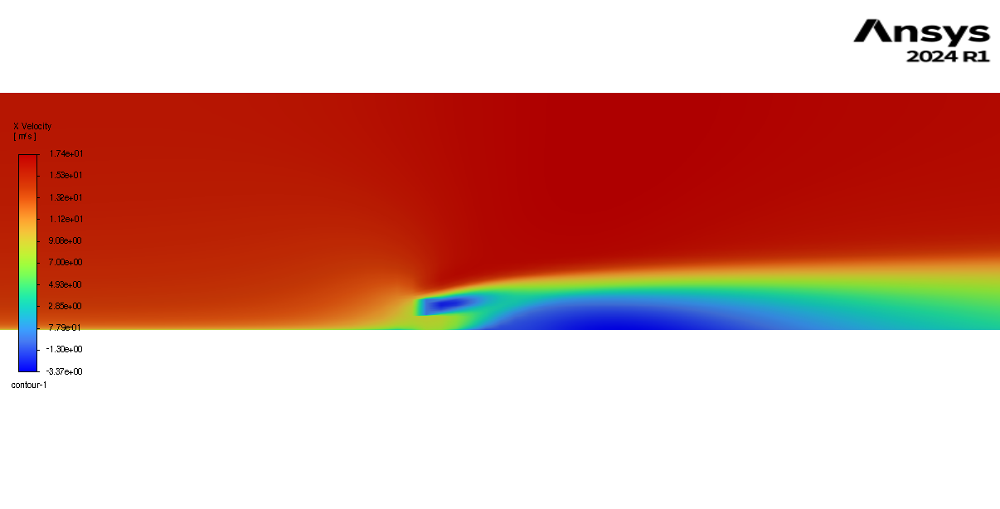 Ansys
2024 R1
X Velocity
[ m/s ]
1.74e+01
1.53e+01
1.32e+01
1.12e+01
9.08e+00
7.00e+00
4.93e+00
2.85e+00
7.79e-01
-1.30e+00
-3.37e+00
contour-1